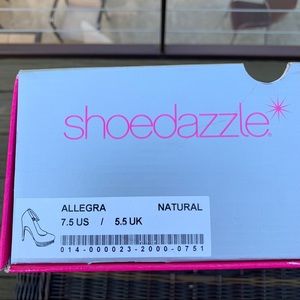 shoedazzle
ALLEGRA NATURAL
7.5 US / 5.5 UK
014-000023-2000-0751